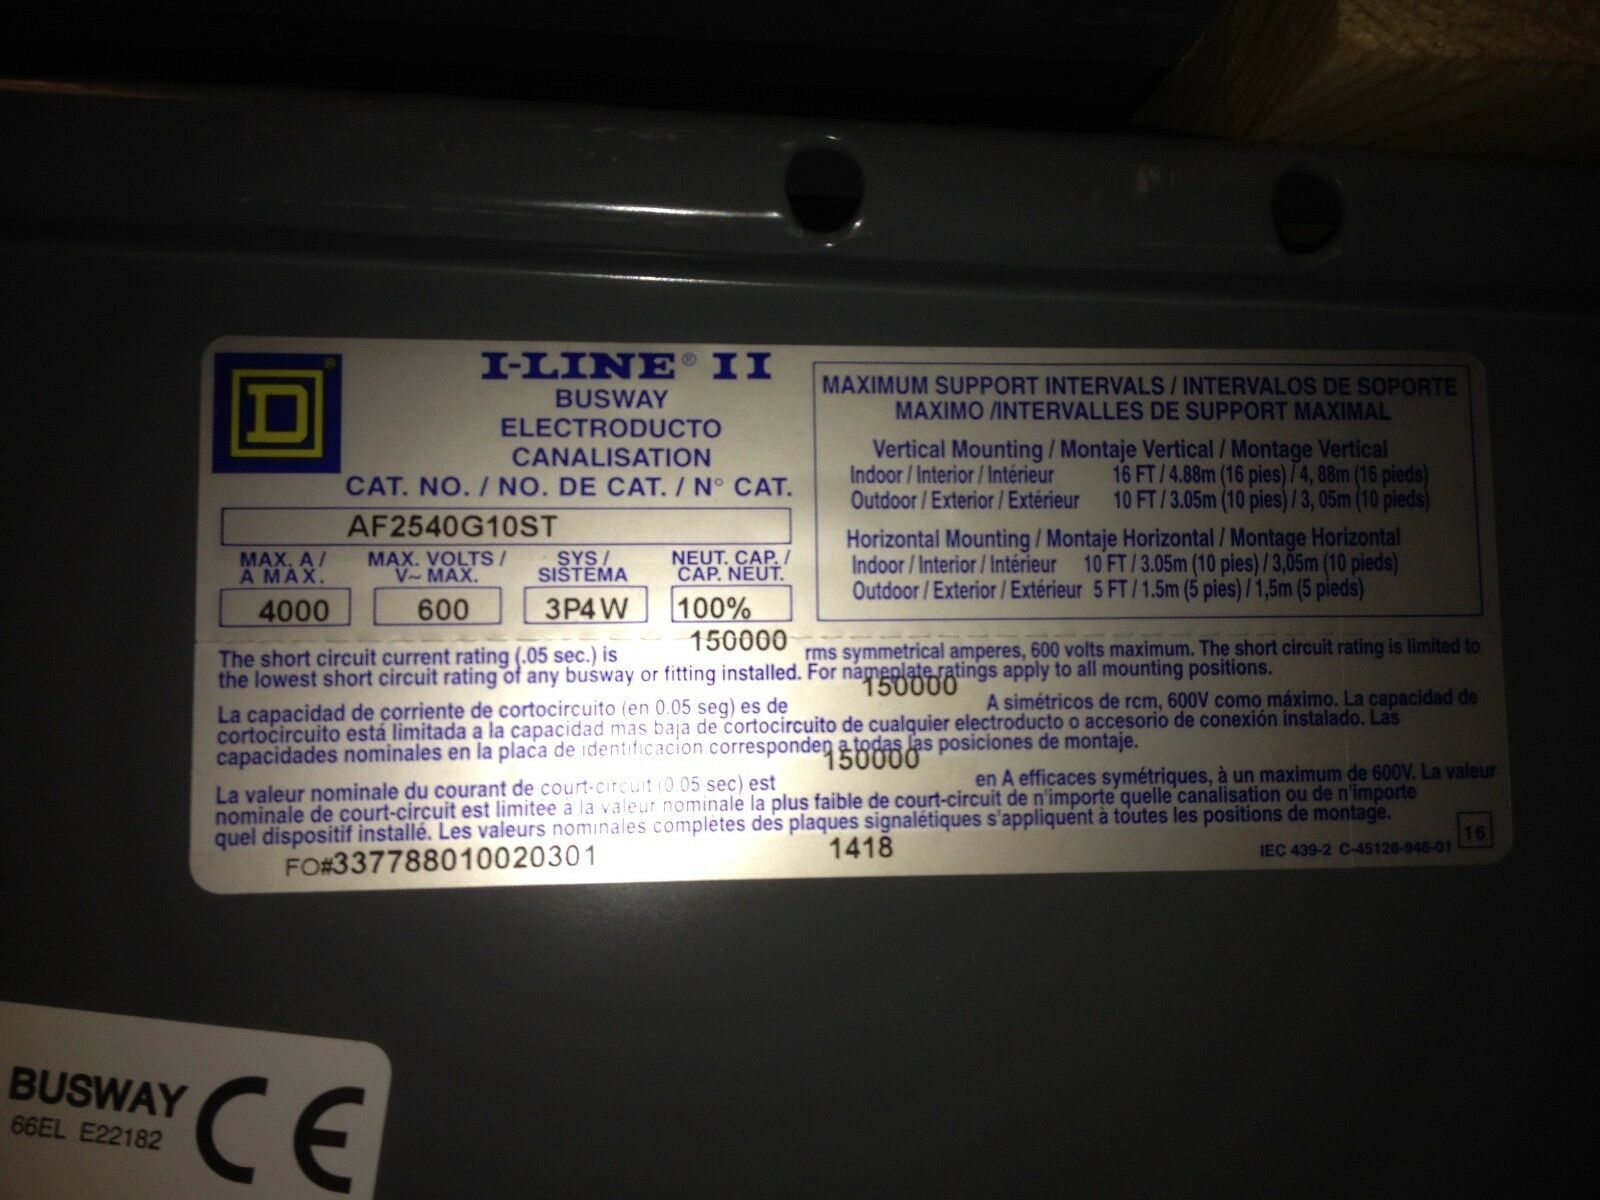 D®
I-LINE® II
BUSWAY
ELECTRODUCTO
CANALISATION
CAT. NO. / NO. DE CAT. / N° CAT.
AF2540G10ST
MAX. A / A MAX.
MAX. VOLTS / V~ MAX.
SYS / SISTEMA
NEUT. CAP. / CAP. NEUT.
4000 600 3P4W 100%
MAXIMUM SUPPORT INTERVALS / INTERVALOS DE SOPORTE
MAXIMO /INTERVALLES DE SUPPORT MAXIMAL
Vertical Mounting / Montaje Vertical / Montage Vertical
Indoor / Interior / Intérieur 16 FT / 4.88m (16 pies) / 4, 88m (16 pieds)
Outdoor / Exterior / Extérieur 10 FT / 3.05m (10 pies) / 3, 05m (10 pieds)
Horizontal Mounting / Montaje Horizontal / Montage Horizontal
Indoor / Interior / Intérieur 10 FT / 3.05m (10 pies) / 3,05m (10 pieds)
Outdoor / Exterior / Extérieur 5 FT / 1.5m (5 pies) / 1,5m (5 pieds)
The short circuit current rating (.05 sec.) is 150000 rms symmetrical amperes, 600 volts maximum. The short circuit rating is limited to
the lowest short circuit rating of any busway or fitting installed. For nameplate ratings apply to all mounting positions.
La capacidad de corriente de cortocircuito (en 0.05 seg) es de 150000 A simétricos de rcm, 600V como máximo. La capacidad de
cortocircuito está limitada a la capacidad mas baja de cortocircuito de cualquier electroducto o accesorio de conexión instalado. Las
capacidades nominales en la placa de identificación corresponden a todas las posiciones de montaje.
La valeur nominale du courant de court-circuit (0.05 sec) est 150000 en A efficaces symétriques, à un maximum de 600V. La valeur
nominale de court-circuit est limitee a la valeur nominale la plus faible de court-circuit de n'importe quelle canalisation ou de n'importe
quel dispositif installé. Les valeurs nominales complètes des plaques signalétiques s'appliquent à toutes les positions de montage.
FO#337788010020301 1418 IEC 439-2 C-45128-946-01 16
BUSWAY CE
66EL E22182